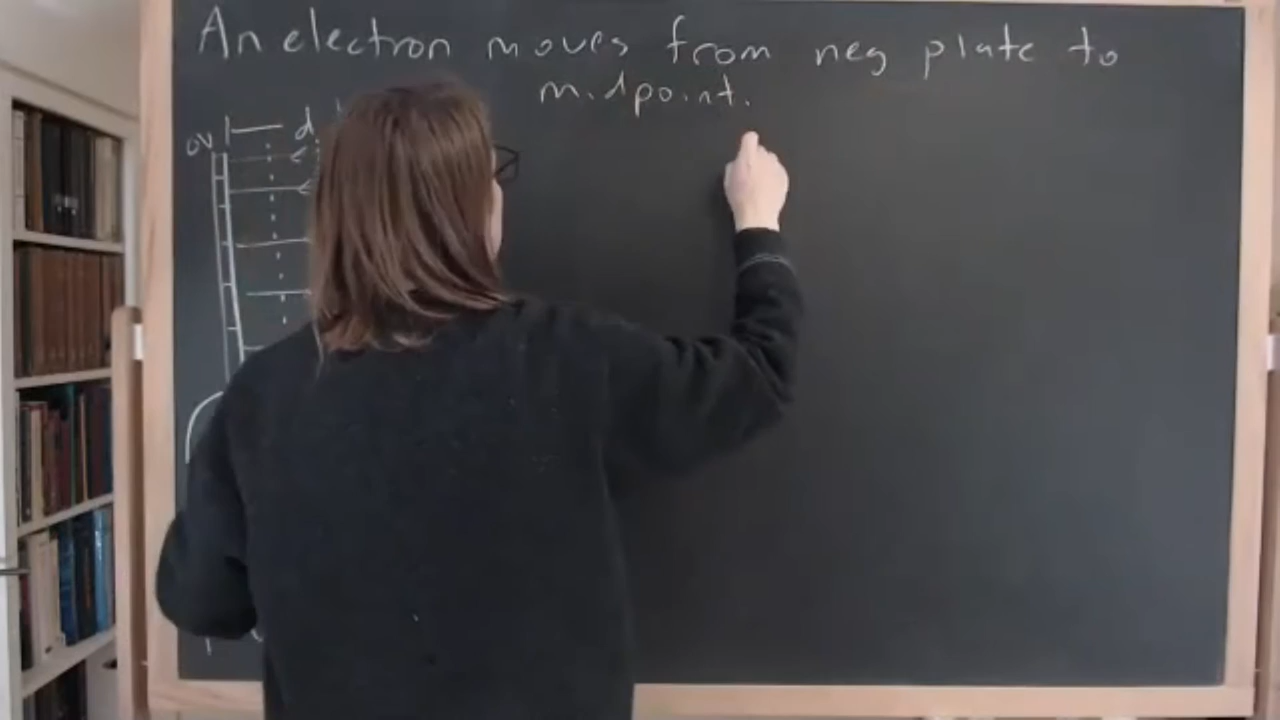 An electron moves from neg plate to
midpoint.
d
0V